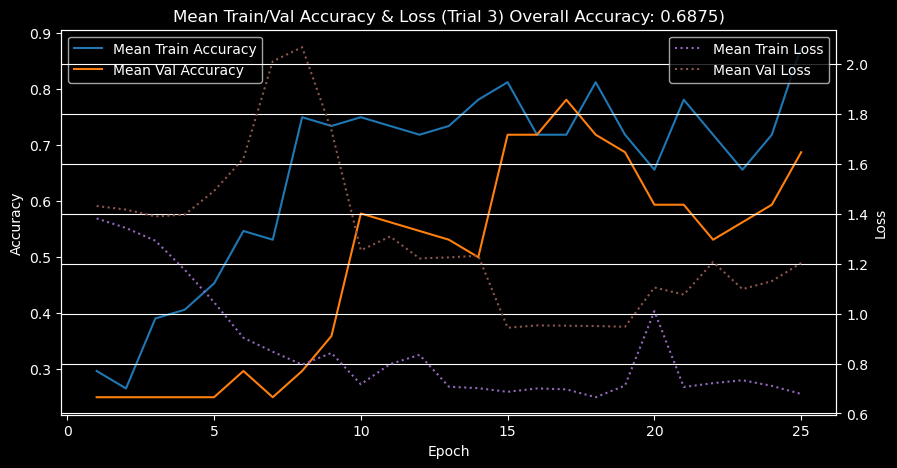 Mean Train/Val Accuracy & Loss (Trial 3) Overall Accuracy: 0.6875)
Mean Train Accuracy
Mean Val Accuracy
Mean Train Loss
Mean Val Loss
Accuracy
0.9
0.8
0.7
0.6
0.5
0.4
0.3
2.0
1.8
1.6
1.4
1.2
1.0
0.8
0.6
Loss
0 5 10 15 20 25
Epoch